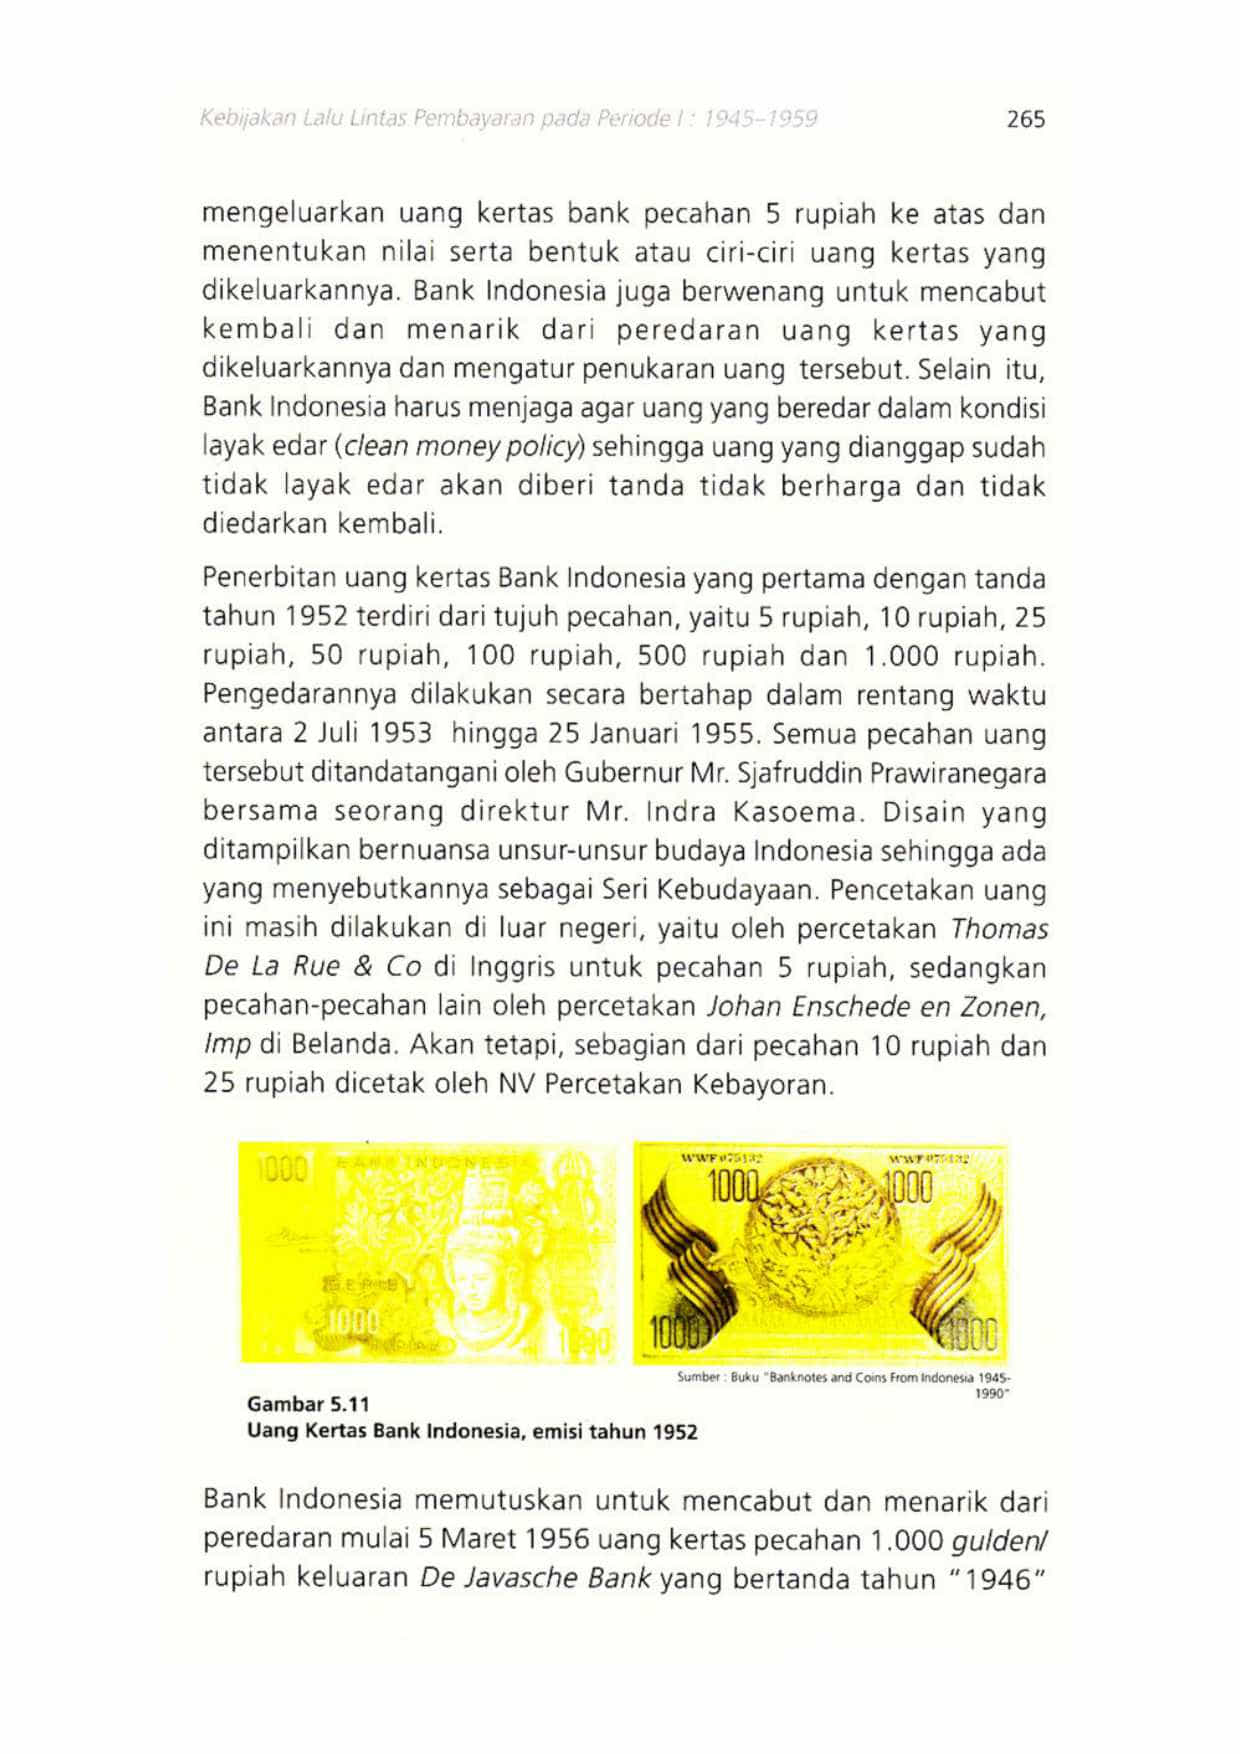 Kebijakan Lalu Lintas Pembayaran pada Periode I : 1945–1959 265
mengeluarkan uang kertas bank pecahan 5 rupiah ke atas dan
menentukan nilai serta bentuk atau ciri-ciri uang kertas yang
dikeluarkannya. Bank Indonesia juga berwenang untuk mencabut
kembali dan menarik dari peredaran uang kertas yang
dikeluarkannya dan mengatur penukaran uang tersebut. Selain itu,
Bank Indonesia harus menjaga agar uang yang beredar dalam kondisi
layak edar (clean money policy) sehingga uang yang dianggap sudah
tidak layak edar akan diberi tanda tidak berharga dan tidak
diedarkan kembali.
Penerbitan uang kertas Bank Indonesia yang pertama dengan tanda
tahun 1952 terdiri dari tujuh pecahan, yaitu 5 rupiah, 10 rupiah, 25
rupiah, 50 rupiah, 100 rupiah, 500 rupiah dan 1.000 rupiah.
Pengedarannya dilakukan secara bertahap dalam rentang waktu
antara 2 Juli 1953 hingga 25 Januari 1955. Semua pecahan uang
tersebut ditandatangani oleh Gubernur Mr. Sjafruddin Prawiranegara
bersama seorang direktur Mr. Indra Kasoema. Disain yang
ditampilkan bernuansa unsur-unsur budaya Indonesia sehingga ada
yang menyebutkannya sebagai Seri Kebudayaan. Pencetakan uang
ini masih dilakukan di luar negeri, yaitu oleh percetakan Thomas
De La Rue & Co di Inggris untuk pecahan 5 rupiah, sedangkan
pecahan-pecahan lain oleh percetakan Johan Enschede en Zonen,
Imp di Belanda. Akan tetapi, sebagian dari pecahan 10 rupiah dan
25 rupiah dicetak oleh NV Percetakan Kebayoran.
1000 BANK INDONESIA
SERIBU
1000 1000
WWF 075132 WWF 075132
1000 1000
1000 1000
Sumber : Buku "Banknotes and Coins From Indonesia 1945-
1990"
Gambar 5.11
Uang Kertas Bank Indonesia, emisi tahun 1952
Bank Indonesia memutuskan untuk mencabut dan menarik dari
peredaran mulai 5 Maret 1956 uang kertas pecahan 1.000 gulden/
rupiah keluaran De Javasche Bank yang bertanda tahun "1946"